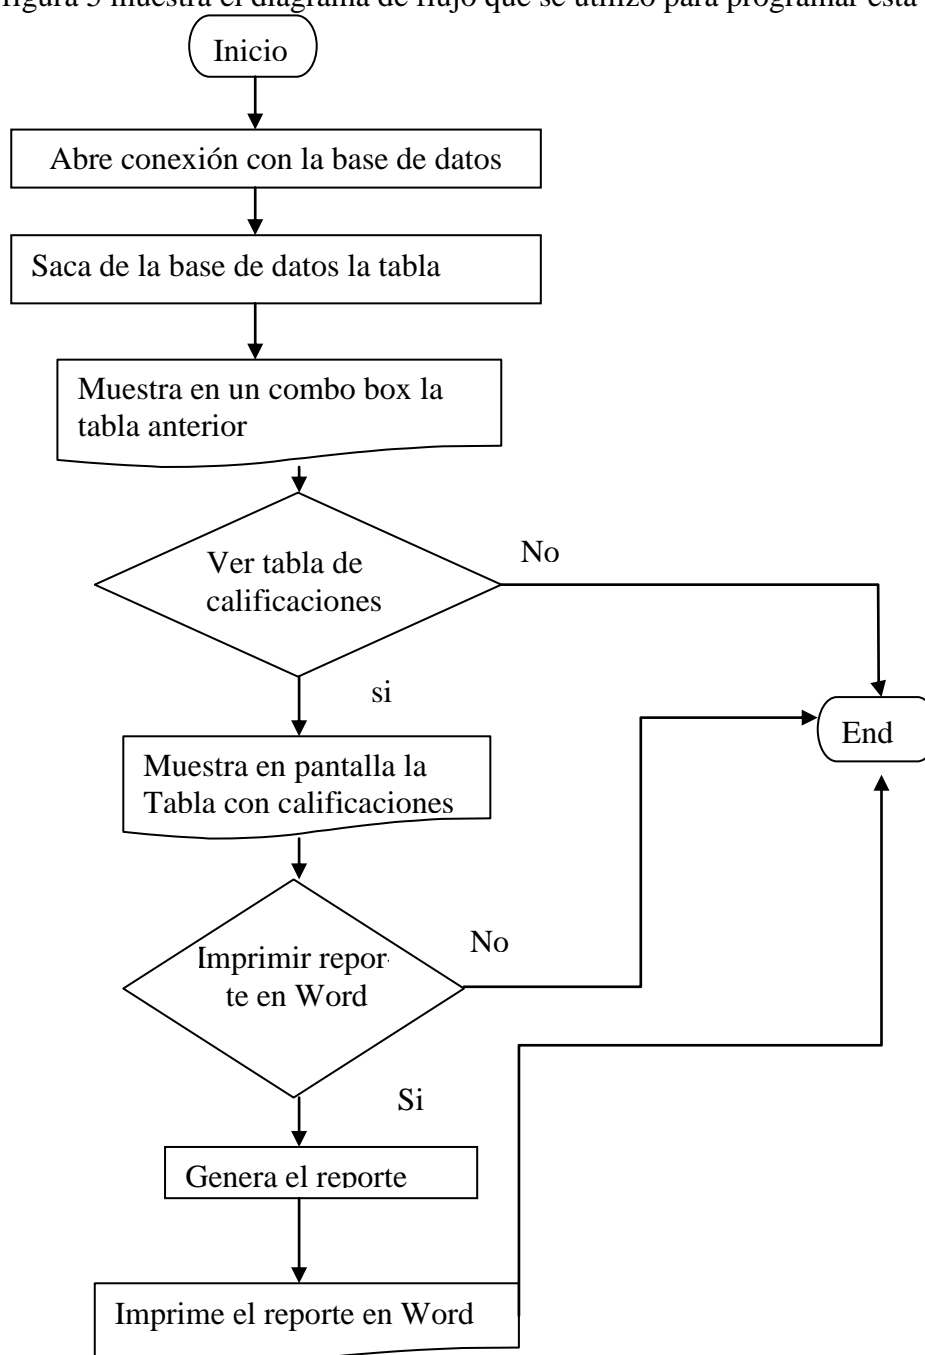 figura 3 muestra el diagrama de flujo que se utilizó para programar esta
Inicio
Abre conexión con la base de datos
Saca de la base de datos la tabla
Muestra en un combo box la
tabla anterior
Ver tabla de
calificaciones
No
si
End
Muestra en pantalla la
Tabla con calificaciones
Imprimir repor-
te en Word
No
Si
Genera el reporte
Imprime el reporte en Word